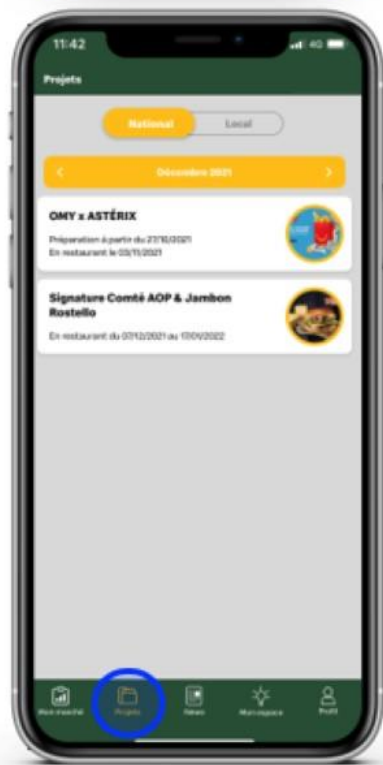 11:42
4G
Projets
National Local
Décembre 2021
OMY x ASTÉRIX
Préparation à partir du 27/10/2021
En restaurant le 03/11/2021
Signature Comté AOP & Jambon
Rostello
En restaurant du 07/12/2021 au 17/01/2022
Mon marché Projets News Mon espace Profil